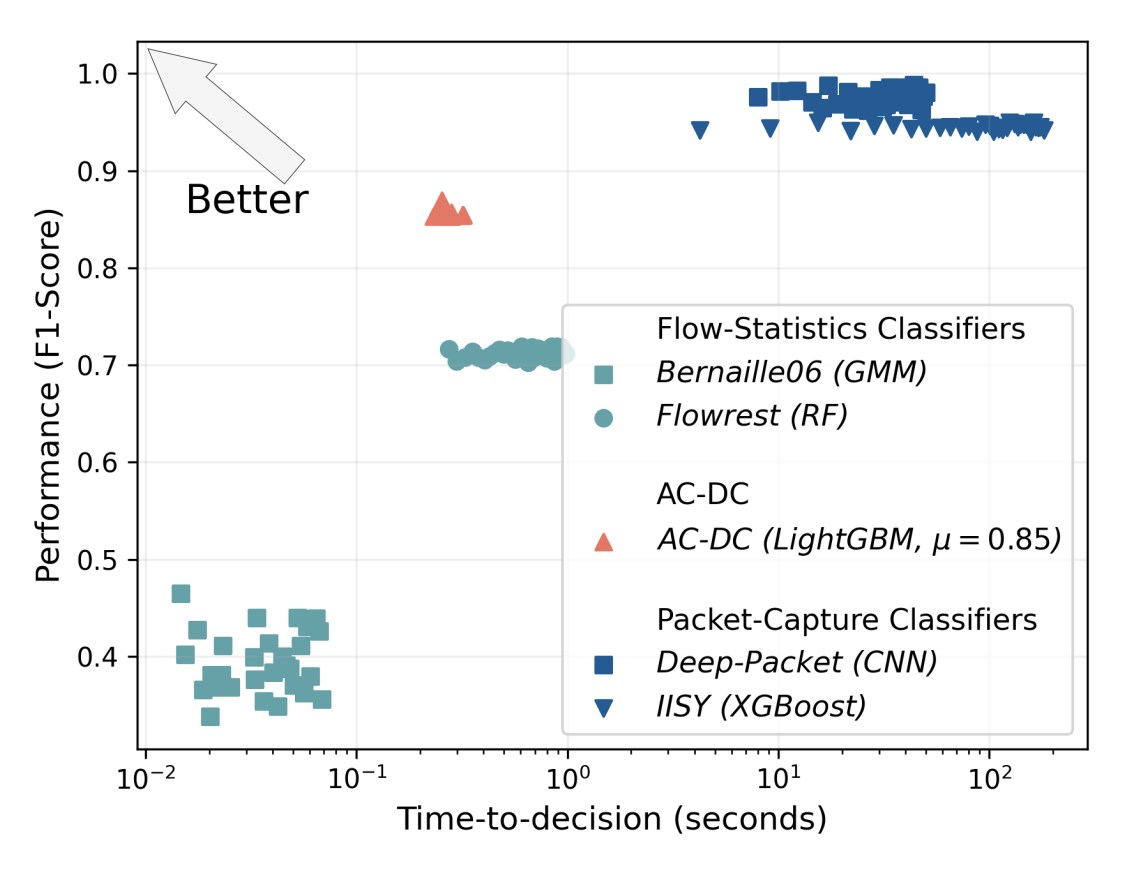 Better
Performance (F1-Score)
1.0
0.9
0.8
0.7
0.6
0.5
0.4
10⁻²
10⁻¹
10⁰
10¹
10²
Time-to-decision (seconds)
Flow-Statistics Classifiers
Bernaille06 (GMM)
Flowrest (RF)
AC-DC
AC-DC (LightGBM, μ = 0.85)
Packet-Capture Classifiers
Deep-Packet (CNN)
IISY (XGBoost)